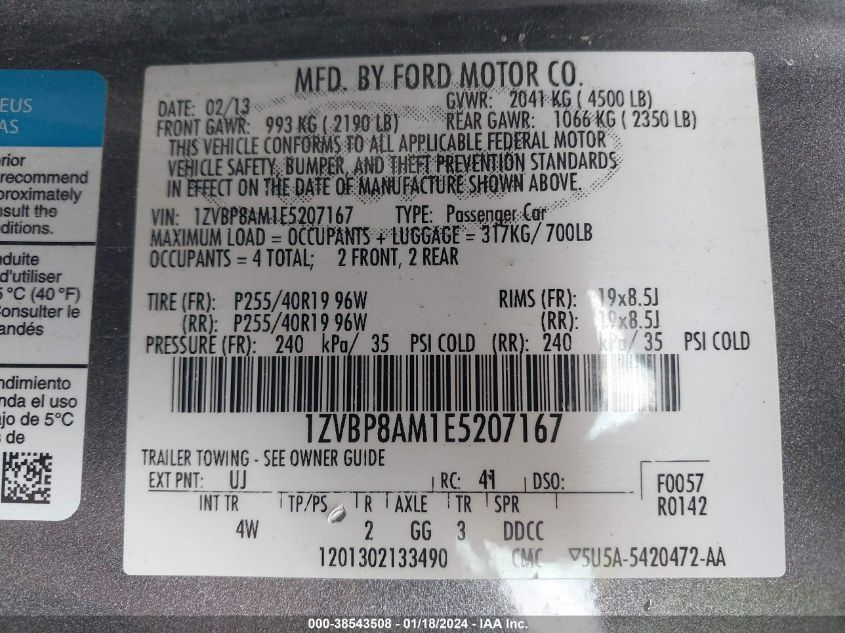 MFD. BY FORD MOTOR CO.
DATE: 02/13 GVWR: 2041 KG ( 4500 LB)
FRONT GAWR: 993 KG ( 2190 LB) REAR GAWR: 1066 KG ( 2350 LB)
THIS VEHICLE CONFORMS TO ALL APPLICABLE FEDERAL MOTOR
VEHICLE SAFETY, BUMPER, AND THEFT PREVENTION STANDARDS
IN EFFECT ON THE DATE OF MANUFACTURE SHOWN ABOVE.
VIN: 1ZVBP8AM1E5207167 TYPE: Passenger Car
MAXIMUM LOAD = OCCUPANTS + LUGGAGE = 317KG/ 700LB
OCCUPANTS = 4 TOTAL; 2 FRONT, 2 REAR
TIRE (FR): P255/40R19 96W RIMS (FR): 19x8.5J
(RR): P255/40R19 96W (RR): 19x8.5J
PRESSURE (FR): 240 kPa/ 35 PSI COLD (RR): 240 kPa/ 35 PSI COLD
1ZVBP8AM1E5207167
TRAILER TOWING - SEE OWNER GUIDE
EXT PNT: UJ RC: 41 DSO: F0057
INT TR TP/PS R AXLE TR SPR R0142
4W 2 GG 3 DDCC
1201302133490 CMC ▽5U5A-5420472-AA
EUS
AS
rior
recommend
proximately
nsult the
ditions.
nduite
d'utiliser
5 °C (40 °F)
Consulter le
mandés
ndimiento
nda el uso
ajo de 5°C
s de
000-38543508 - 01/18/2024 - IAA Inc.